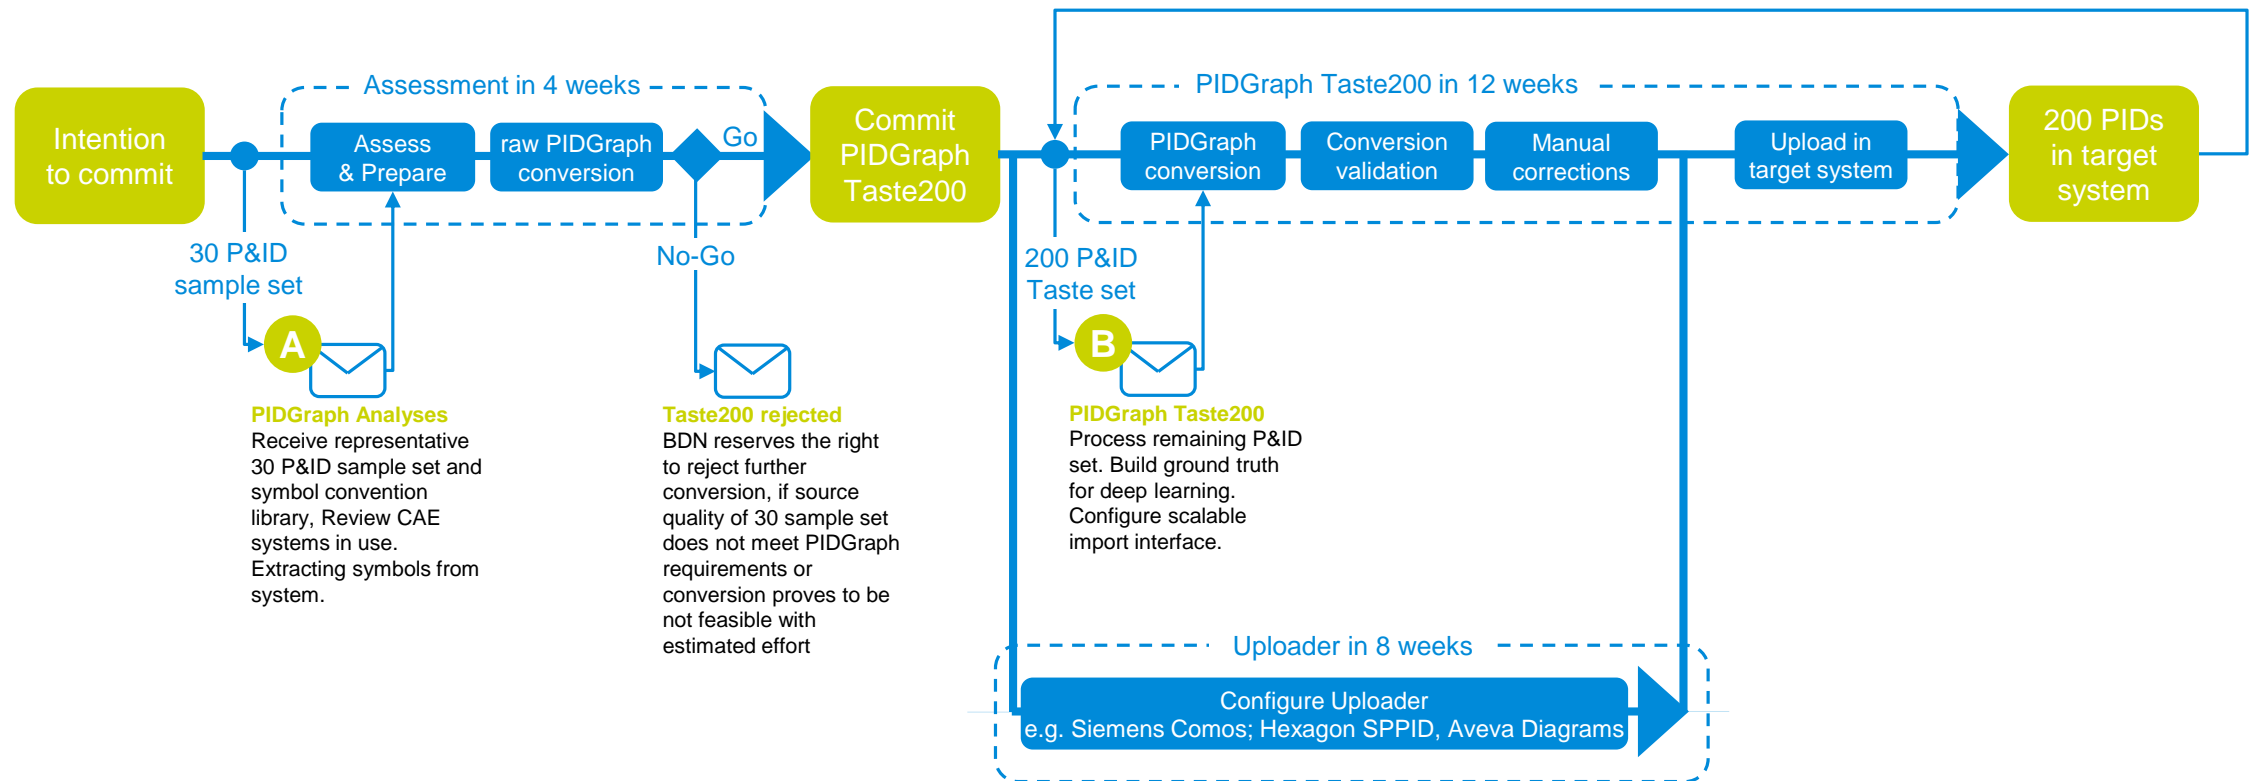 Assessment in 4 weeks
PIDGraph Taste200 in 12 weeks
Intention
to commit
Assess
& Prepare
raw PIDGraph
conversion
Go
Commit
PIDGraph
Taste200
PIDGraph
conversion
Conversion
validation
Manual
corrections
Upload in
target system
200 PIDs
in target
system
30 P&ID
sample set
No-Go
200 P&ID
Taste set
A
B
PIDGraph Analyses
Receive representative
30 P&ID sample set and
symbol convention
library, Review CAE
systems in use.
Extracting symbols from
system.
Taste200 rejected
BDN reserves the right
to reject further
conversion, if source
quality of 30 sample set
does not meet PIDGraph
requirements or
conversion proves to be
not feasible with
estimated effort
PIDGraph Taste200
Process remaining P&ID
set. Build ground truth
for deep learning.
Configure scalable
import interface.
Uploader in 8 weeks
Configure Uploader
e.g. Siemens Comos; Hexagon SPPID, Aveva Diagrams